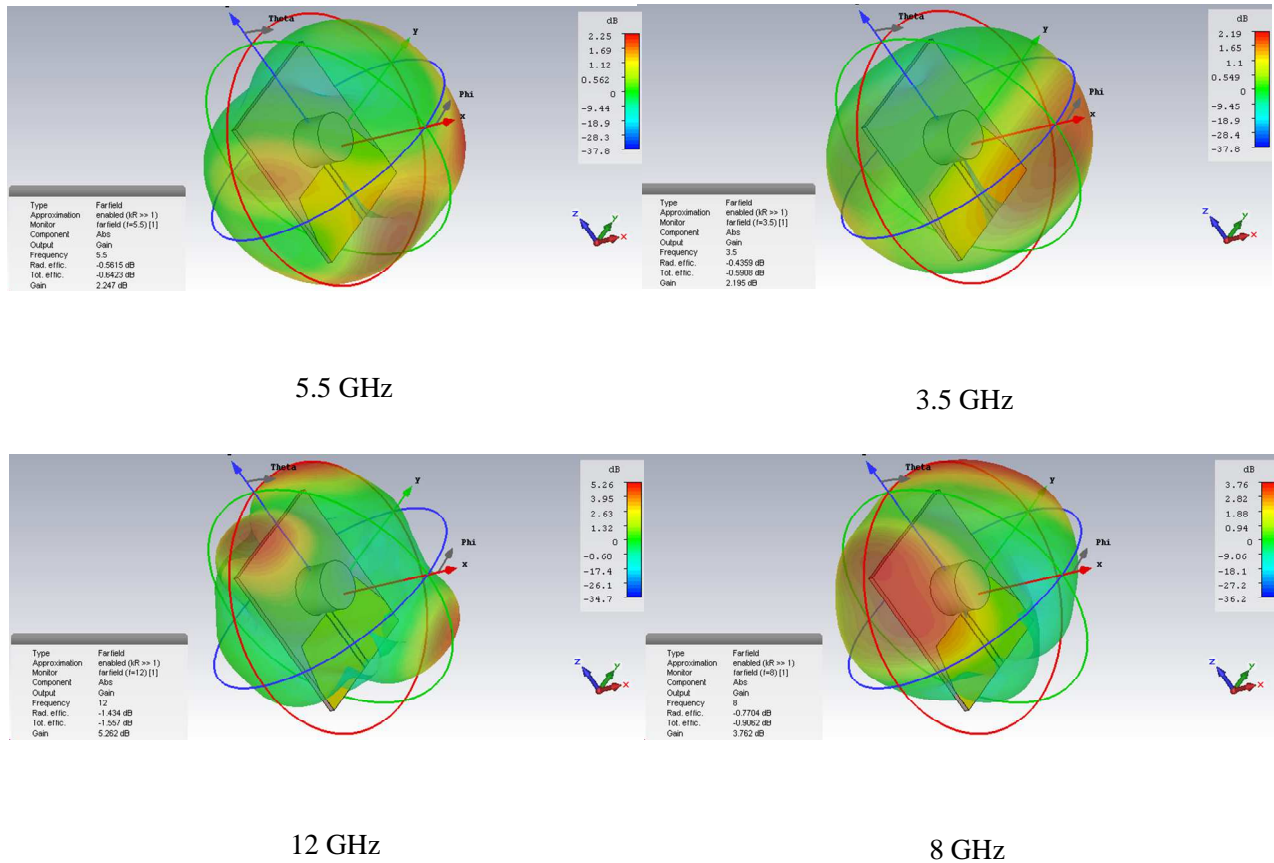 Theta
y
Phi
x
dB
2.25
1.69
1.12
0.562
0
-9.44
-18.9
-28.3
-37.8
z y x
Type Farfield
Approximation enabled (kR >> 1)
Monitor farfield (f=5.5) [1]
Component Abs
Output Gain
Frequency 5.5
Rad. effic. -0.5615 dB
Tot. effic. -0.6423 dB
Gain 2.247 dB
5.5 GHz
Theta
y
Phi
x
dB
2.19
1.65
1.1
0.549
0
-9.45
-18.9
-28.4
-37.8
z y x
Type Farfield
Approximation enabled (kR >> 1)
Monitor farfield (f=3.5) [1]
Component Abs
Output Gain
Frequency 3.5
Rad. effic. -0.4359 dB
Tot. effic. -0.5908 dB
Gain 2.195 dB
3.5 GHz
Theta
y
Phi
x
dB
5.26
3.95
2.63
1.32
0
-8.68
-17.4
-26.1
-34.7
z y x
Type Farfield
Approximation enabled (kR >> 1)
Monitor farfield (f=12) [1]
Component Abs
Output Gain
Frequency 12
Rad. effic. -1.434 dB
Tot. effic. -1.557 dB
Gain 5.262 dB
12 GHz
Theta
y
Phi
x
dB
3.76
2.82
1.88
0.94
0
-9.06
-18.1
-27.2
-36.2
z y x
Type Farfield
Approximation enabled (kR >> 1)
Monitor farfield (f=8) [1]
Component Abs
Output Gain
Frequency 8
Rad. effic. -0.7704 dB
Tot. effic. -0.9062 dB
Gain 3.762 dB
8 GHz